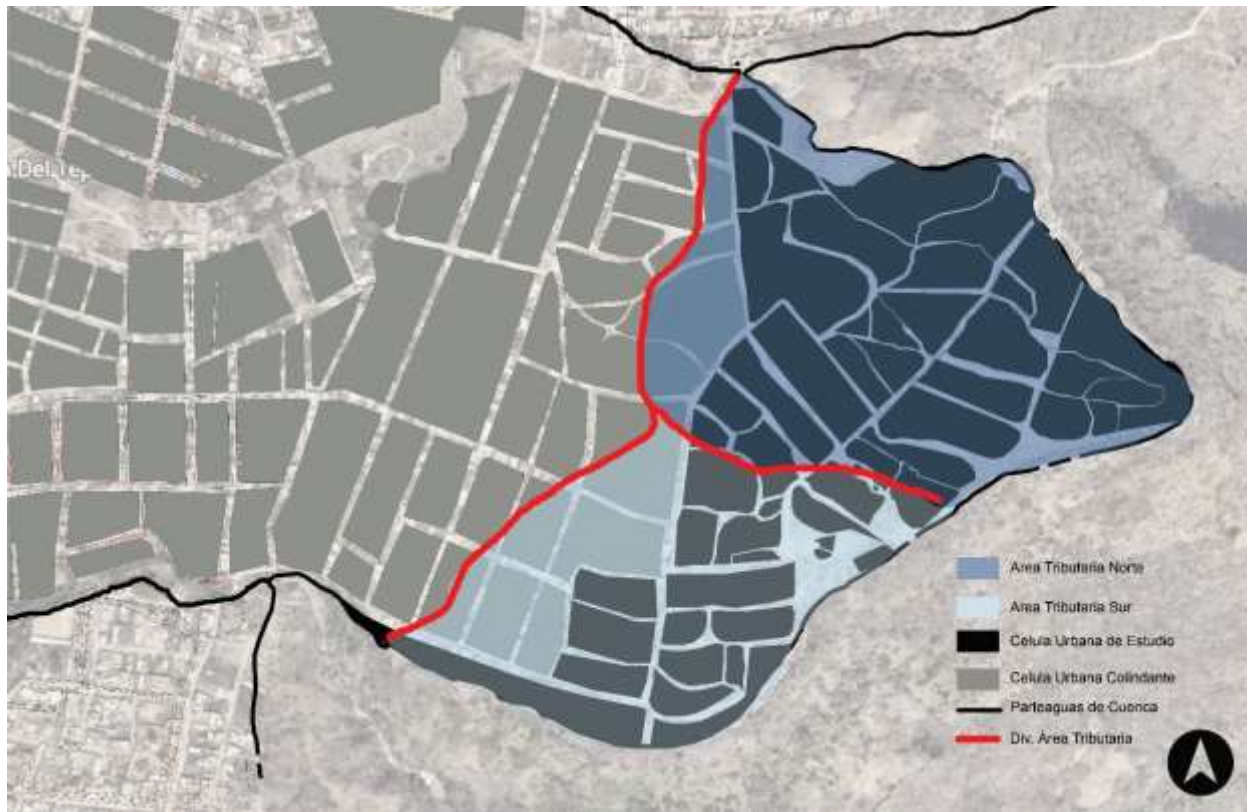 Del Tep
Area Tributaria Norte
Area Tributaria Sur
Celula Urbana de Estudio
Celula Urbana Colindante
Parteaguas de Cuenca
Div. Área Tributaria